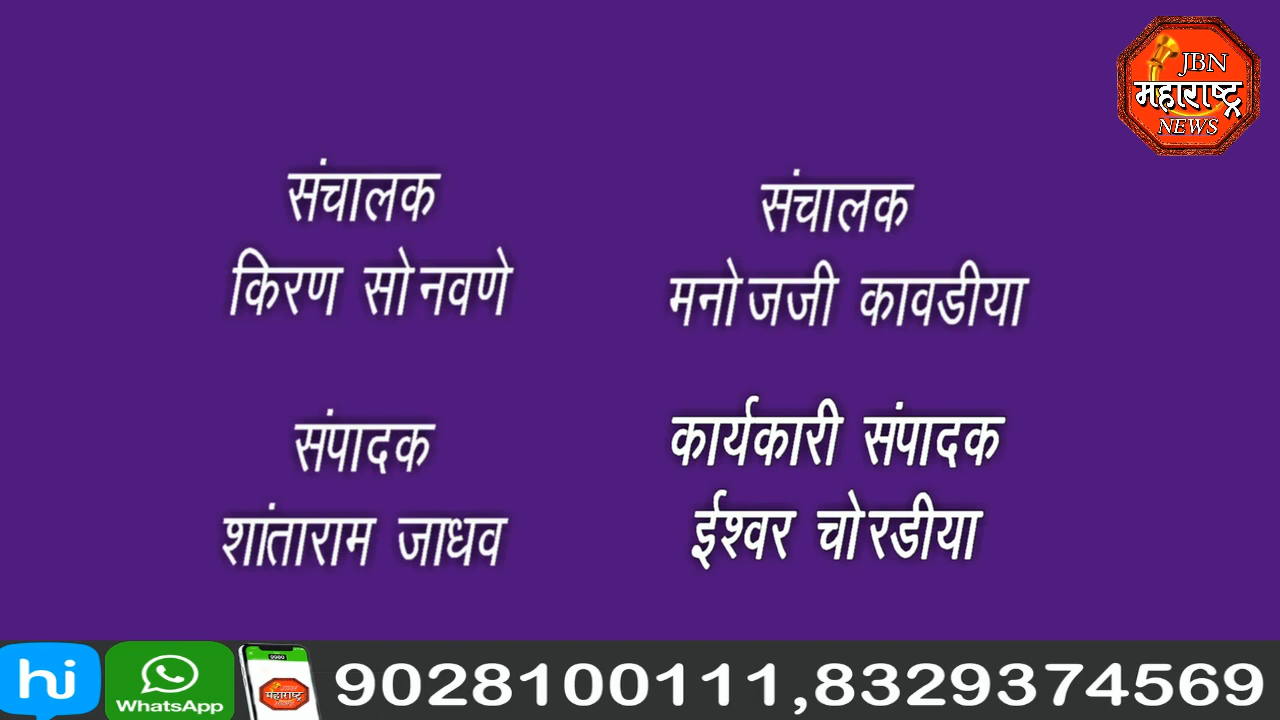 JBN
महाराष्ट्र
NEWS
संचालक
किरण सोनवणे
संचालक
मनोजजी कावडीया
संपादक
शांताराम जाधव
कार्यकारी संपादक
ईश्वर चोरडीया
hi
WhatsApp
महाराष्ट्र
9028100111,8329374569